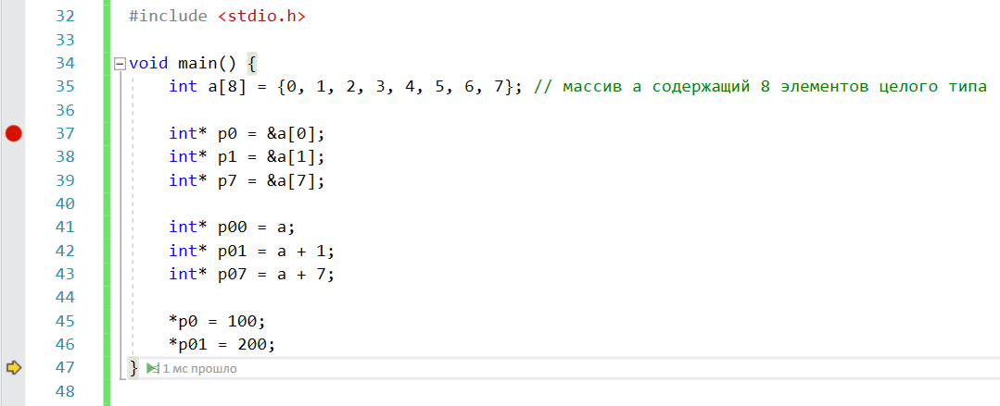 32 #include <stdio.h>
33
34 void main() {
35 int a[8] = {0, 1, 2, 3, 4, 5, 6, 7}; // массив а содержащий 8 элементов целого типа
36
37 int* p0 = &a[0];
38 int* p1 = &a[1];
39 int* p7 = &a[7];
40
41 int* p00 = a;
42 int* p01 = a + 1;
43 int* p07 = a + 7;
44
45 *p0 = 100;
46 *p01 = 200;
47 } 1 мс прошло
48